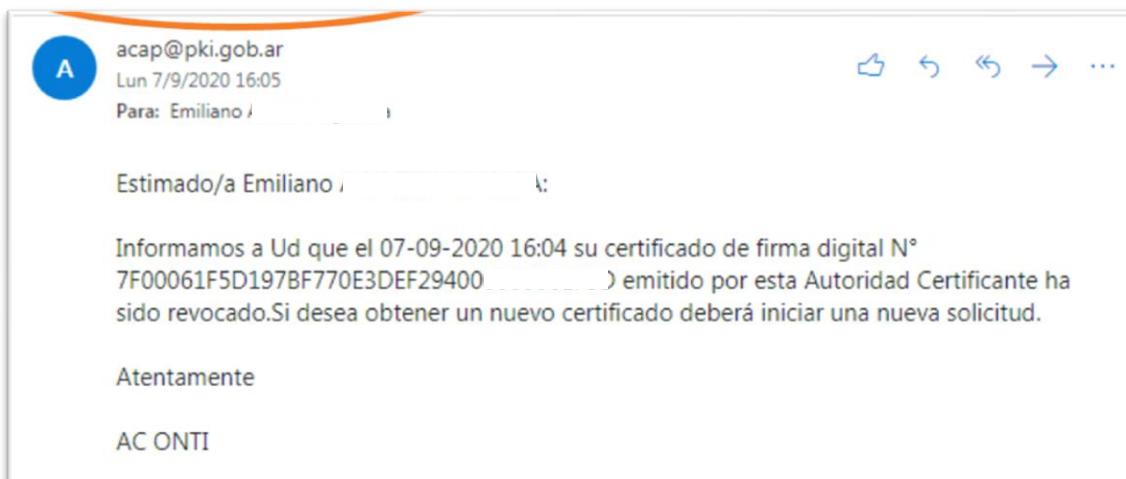 A
acap@pki.gob.ar
Lun 7/9/2020 16:05
Para: Emiliano
Estimado/a Emiliano
Informamos a Ud que el 07-09-2020 16:04 su certificado de firma digital N°
7F00061F5D197BF770E3DEF29400 emitido por esta Autoridad Certificante ha
sido revocado.Si desea obtener un nuevo certificado deberá iniciar una nueva solicitud.
Atentamente
AC ONTI